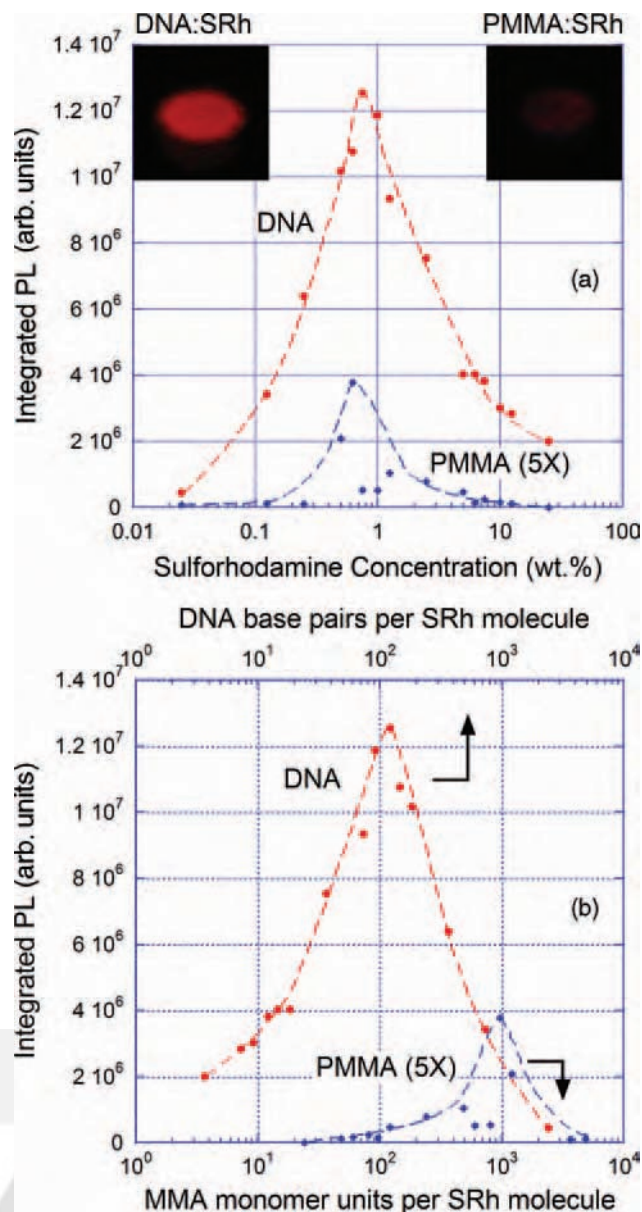 DNA:SRh PMMA:SRh
1.4 10⁷
1.2 10⁷
1 10⁷
8 10⁶
6 10⁶
4 10⁶
2 10⁶
0
Integrated PL (arb. units)
DNA
(a)
PMMA (5X)
0.01 0.1 1 10 100
Sulforhodamine Concentration (wt.%)
DNA base pairs per SRh molecule
10⁰ 10¹ 10² 10³ 10⁴
1.4 10⁷
1.2 10⁷
1 10⁷
8 10⁶
6 10⁶
4 10⁶
2 10⁶
0
Integrated PL (arb. units)
DNA
(b)
PMMA (5X)
10⁰ 10¹ 10² 10³ 10⁴
MMA monomer units per SRh molecule